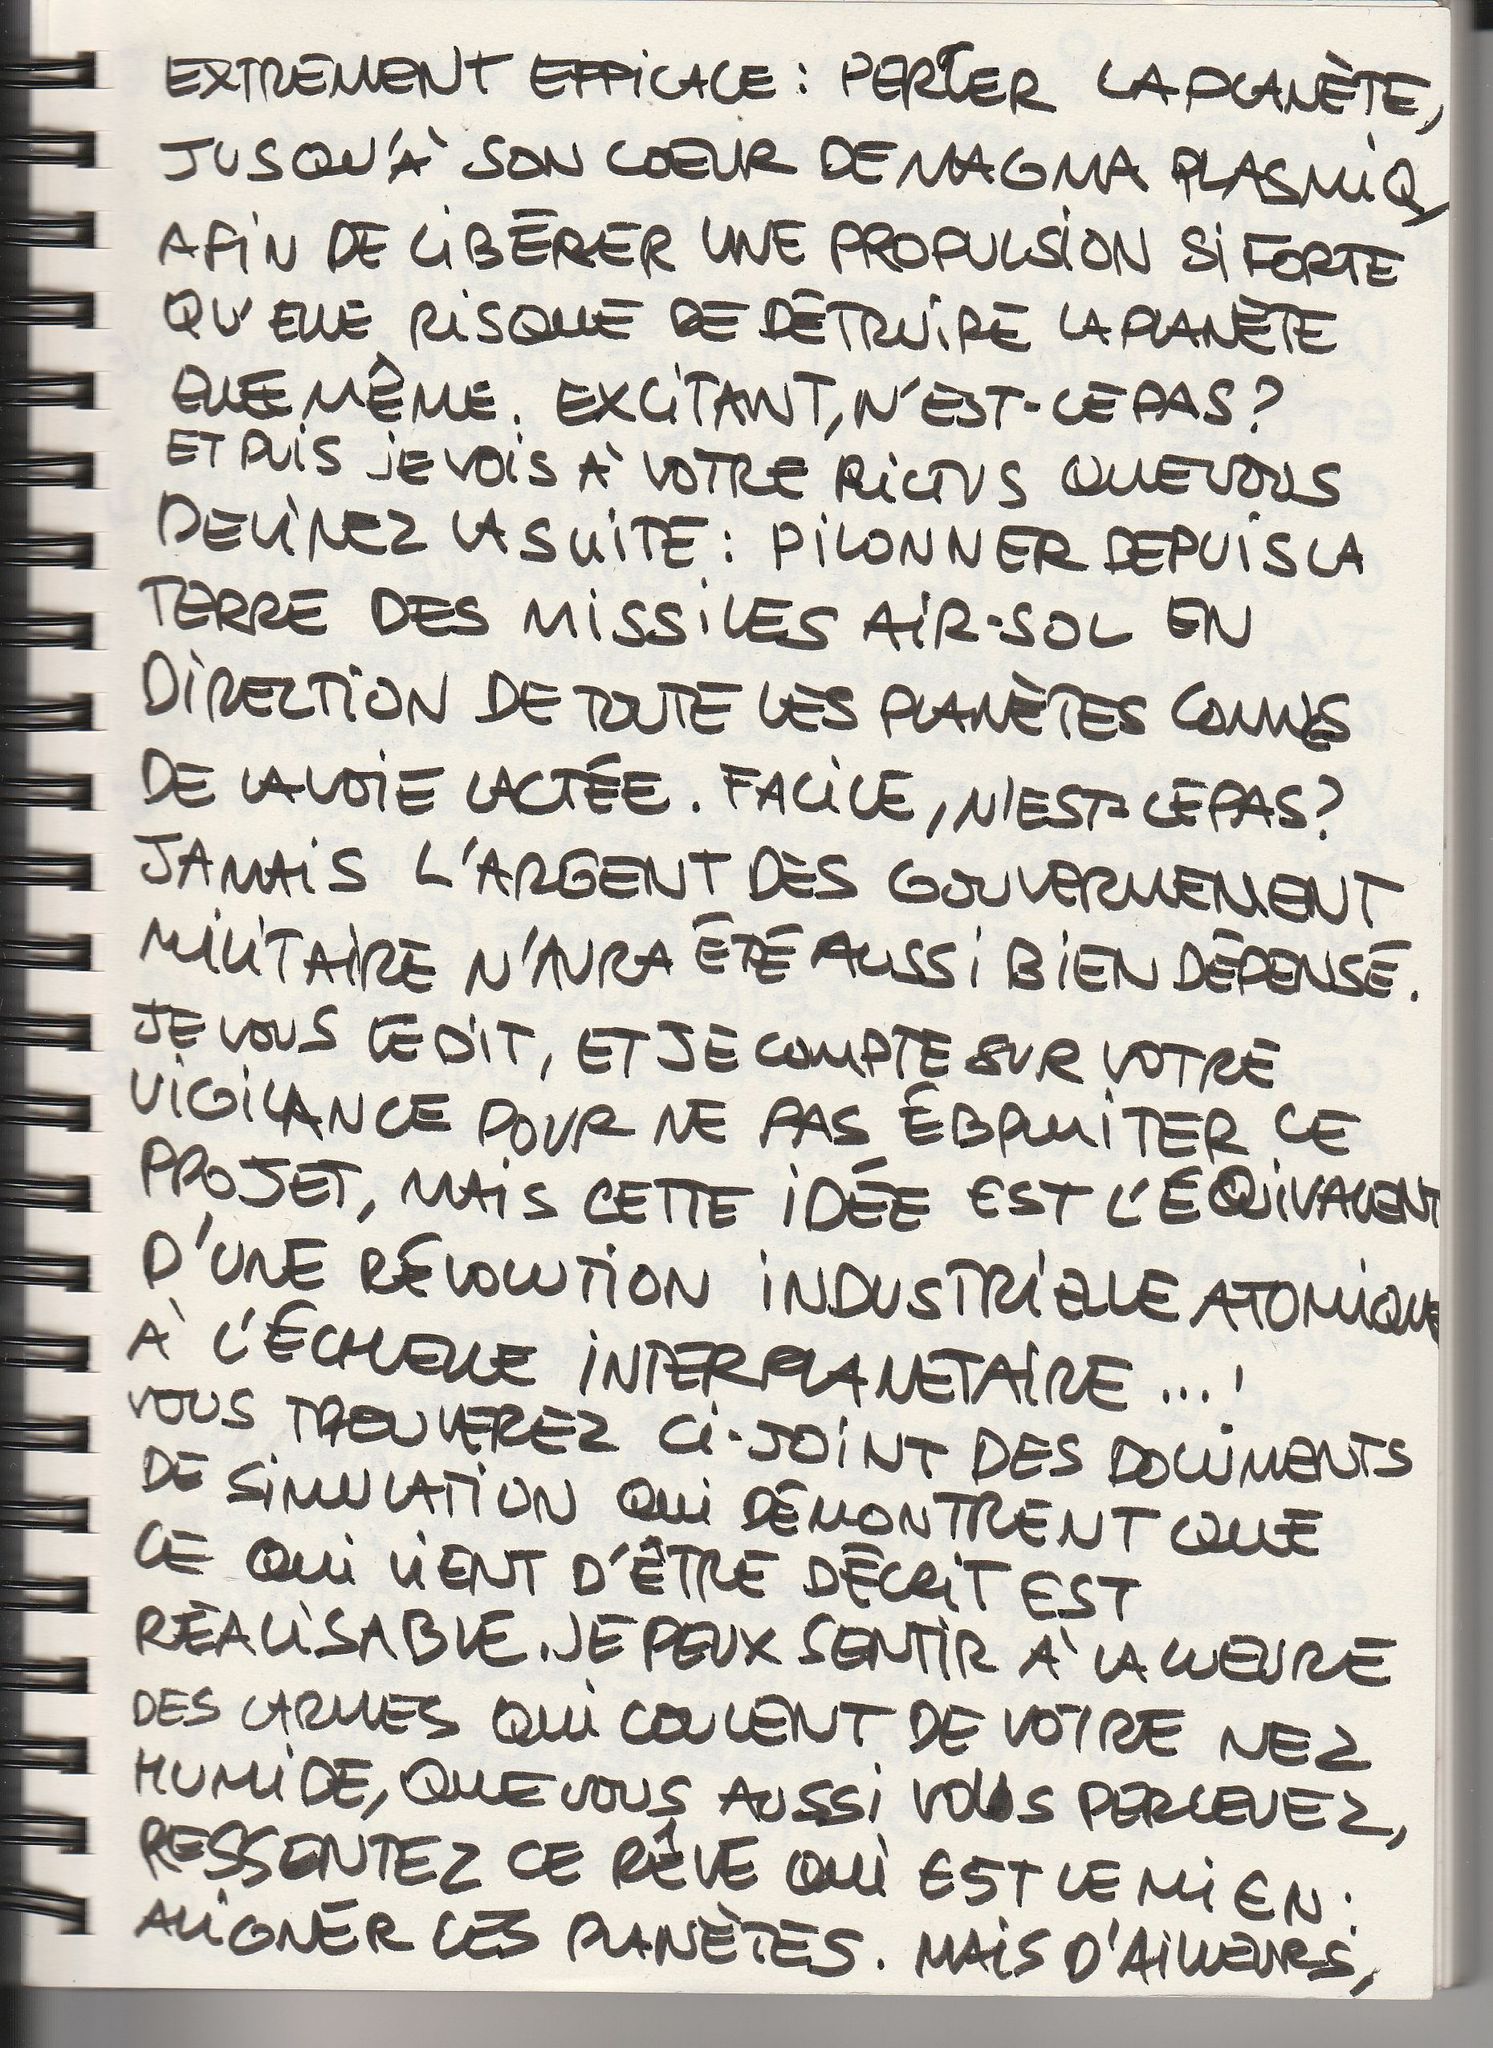 EXTREMENT EFFICACE : PERCER LA PLANÈTE,
JUSQU'À SON COEUR DE MAGMA PLASMIQ,
AFIN DE LIBÉRER UNE PROPULSION SI FORTE
QU'ELLE RISQUE DE DÉTRUIRE LA PLANÈTE
ELLE MÊME. EXCITANT, N'EST-CE PAS ?
ET PUIS JE VOIS À VOTRE RICTUS QUE VOUS
DEVINEZ LA SUITE : PILONNER DEPUIS LA
TERRE DES MISSILES AIR-SOL EN
DIRECTION DE TOUTE LES PLANÈTES CONNUES
DE LA VOIE LACTÉE. FACILE, N'EST-CE PAS ?
JAMAIS L'ARGENT DES GOUVERNEMENT
MILITAIRE N'AURA ÉTÉ AUSSI BIEN DÉPENSÉ.
JE VOUS LE DIT, ET JE COMPTE SUR VOTRE
VIGILANCE POUR NE PAS ÉBRUITER CE
PROJET, MAIS CETTE IDÉE EST L'ÉQUIVALENT
D'UNE RÉVOLUTION INDUSTRIELLE ATOMIQUE
À L'ÉCHELLE INTERPLANETAIRE ... !
VOUS TROUVEREZ CI-JOINT DES DOCUMENTS
DE SIMULATION QUI DÉMONTRENT QUE
CE QUI VIENT D'ÊTRE DÉCRIT EST
RÉALISABLE. JE PEUX SENTIR À LA LUEURE
DES LARMES QUI COULENT DE VOTRE NEZ
HUMIDE, QUE VOUS AUSSI VOUS PERCEVEZ,
RESSENTEZ CE RÊVE QUI EST LE MIEN :
ALIGNER LES PLANÈTES. MAIS D'AILLEURS,